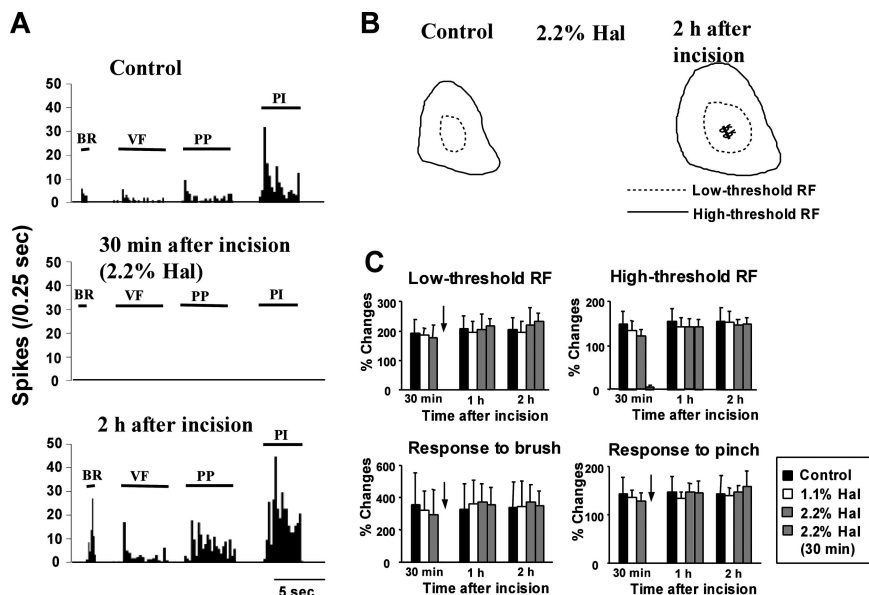 A
Control
50
40
30
20
10
0
BR
VF
PP
PI
30 min after incision
(2.2% Hal)
50
40
30
20
10
0
BR
VF
PP
PI
2 h after incision
50
40
30
20
10
0
BR
VF
PP
PI
5 sec
Spikes (/0.25 sec)
B
Control
2.2% Hal
2 h after
incision
Low-threshold RF
High-threshold RF
C
Low-threshold RF
% Changes
300
200
100
0
30 min
1 h
2 h
Time after incision
High-threshold RF
% Changes
200
150
100
50
0
30 min
1 h
2 h
Time after incision
Response to brush
% Changes
600
400
200
0
30 min
1 h
2 h
Time after incision
Response to pinch
% Changes
200
100
0
30 min
1 h
2 h
Time after incision
Control
1.1% Hal
2.2% Hal
2.2% Hal
(30 min)